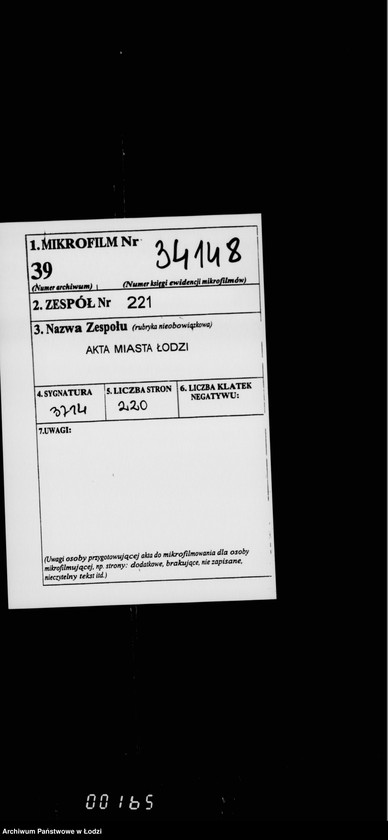 1. MIKROFILM Nr 34148
39
(Numer archiwum) (Numer księgi ewidencji mikrofilmów)
2. ZESPÓŁ Nr 221
3. Nazwa Zespołu (rubryka nieobowiązkowa)
AKTA MIASTA ŁODZI
4. SYGNATURA 5. LICZBA STRON 6. LICZBA KLATEK
NEGATYWU:
3714 220
7. UWAGI:
(Uwagi osoby przygotowującej akta do mikrofilmowania dla osoby
mikrofilmującej, np. strony: dodatkowe, brakujące, nie zapisane,
nieczytelny tekst itd.)
00165
Archiwum Państwowe w Łodzi